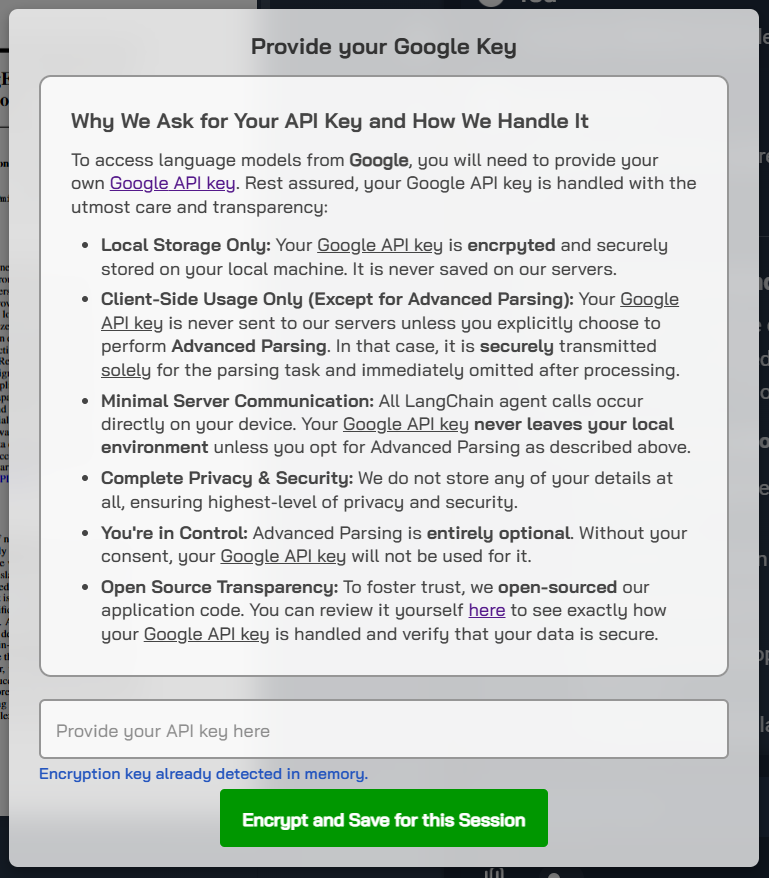 Provide your Google Key
Why We Ask for Your API Key and How We Handle It
To access language models from Google, you will need to provide your
own Google API key. Rest assured, your Google API key is handled with the
utmost care and transparency:
• Local Storage Only: Your Google API key is encrpyted and securely
stored on your local machine. It is never saved on our servers.
• Client-Side Usage Only (Except for Advanced Parsing): Your Google
API key is never sent to our servers unless you explicitly choose to
perform Advanced Parsing. In that case, it is securely transmitted
solely for the parsing task and immediately omitted after processing.
• Minimal Server Communication: All LangChain agent calls occur
directly on your device. Your Google API key never leaves your local
environment unless you opt for Advanced Parsing as described above.
• Complete Privacy & Security: We do not store any of your details at
all, ensuring highest-level of privacy and security.
• You're in Control: Advanced Parsing is entirely optional. Without your
consent, your Google API key will not be used for it.
• Open Source Transparency: To foster trust, we open-sourced our
application code. You can review it yourself here to see exactly how
your Google API key is handled and verify that your data is secure.
Provide your API key here
Encryption key already detected in memory.
Encrypt and Save for this Session